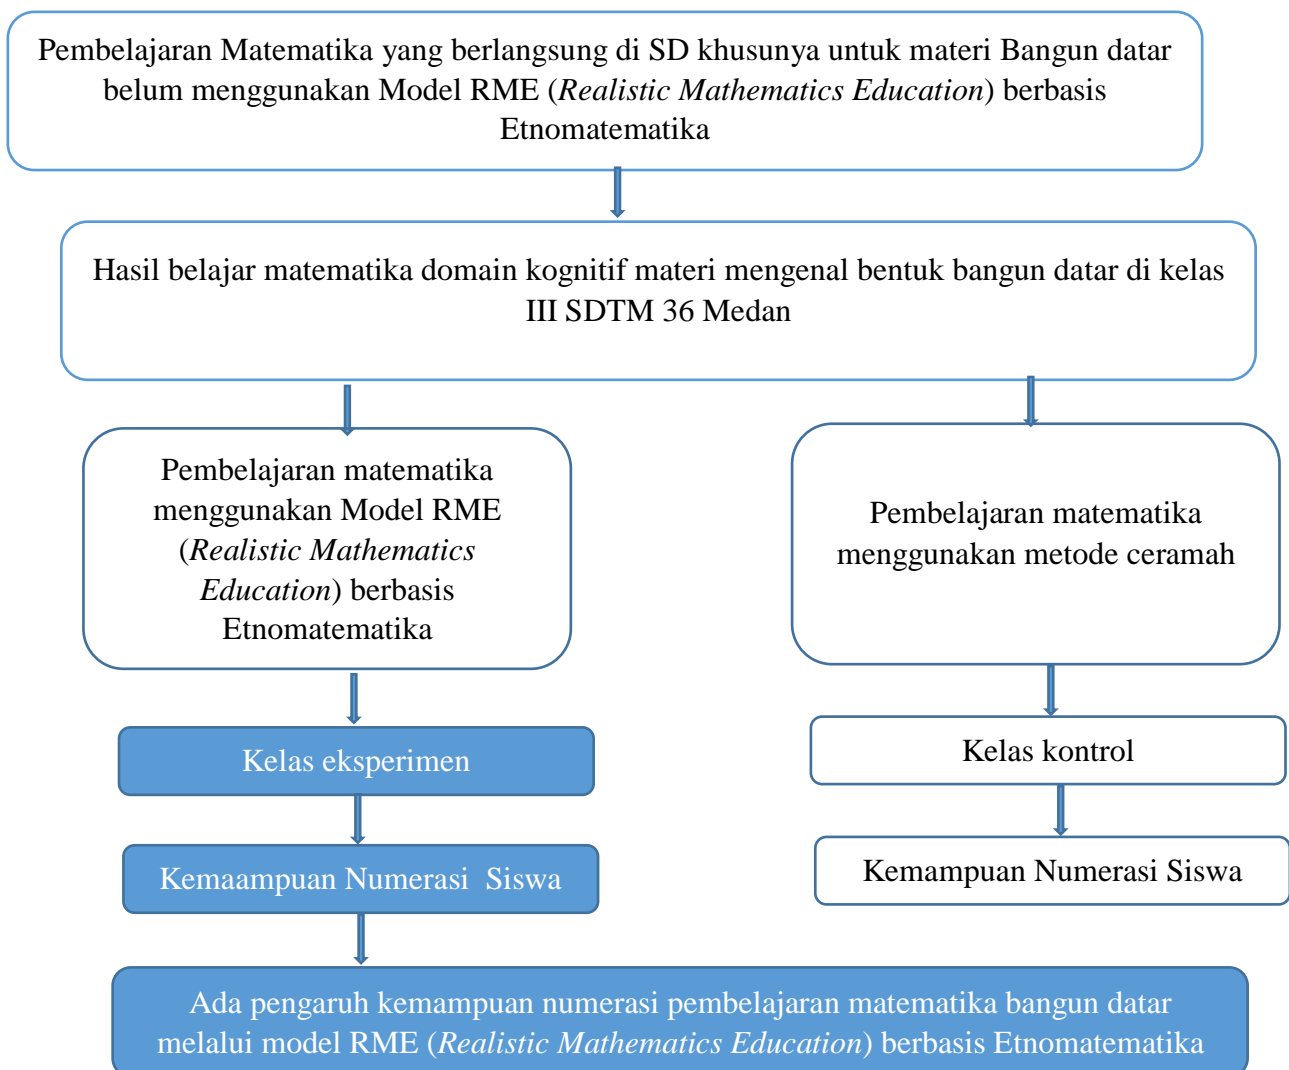 Pembelajaran Matematika yang berlangsung di SD khusunya untuk materi Bangun datar
belum menggunakan Model RME (Realistic Mathematics Education) berbasis
Etnomatematika
Hasil belajar matematika domain kognitif materi mengenal bentuk bangun datar di kelas
III SDTM 36 Medan
Pembelajaran matematika
menggunakan Model RME
(Realistic Mathematics
Education) berbasis
Etnomatematika
Pembelajaran matematika
menggunakan metode ceramah
Kelas eksperimen
Kelas kontrol
Kemaampuan Numerasi  Siswa
Kemampuan Numerasi Siswa
Ada pengaruh kemampuan numerasi pembelajaran matematika bangun datar
melalui model RME (Realistic Mathematics Education) berbasis Etnomatematika